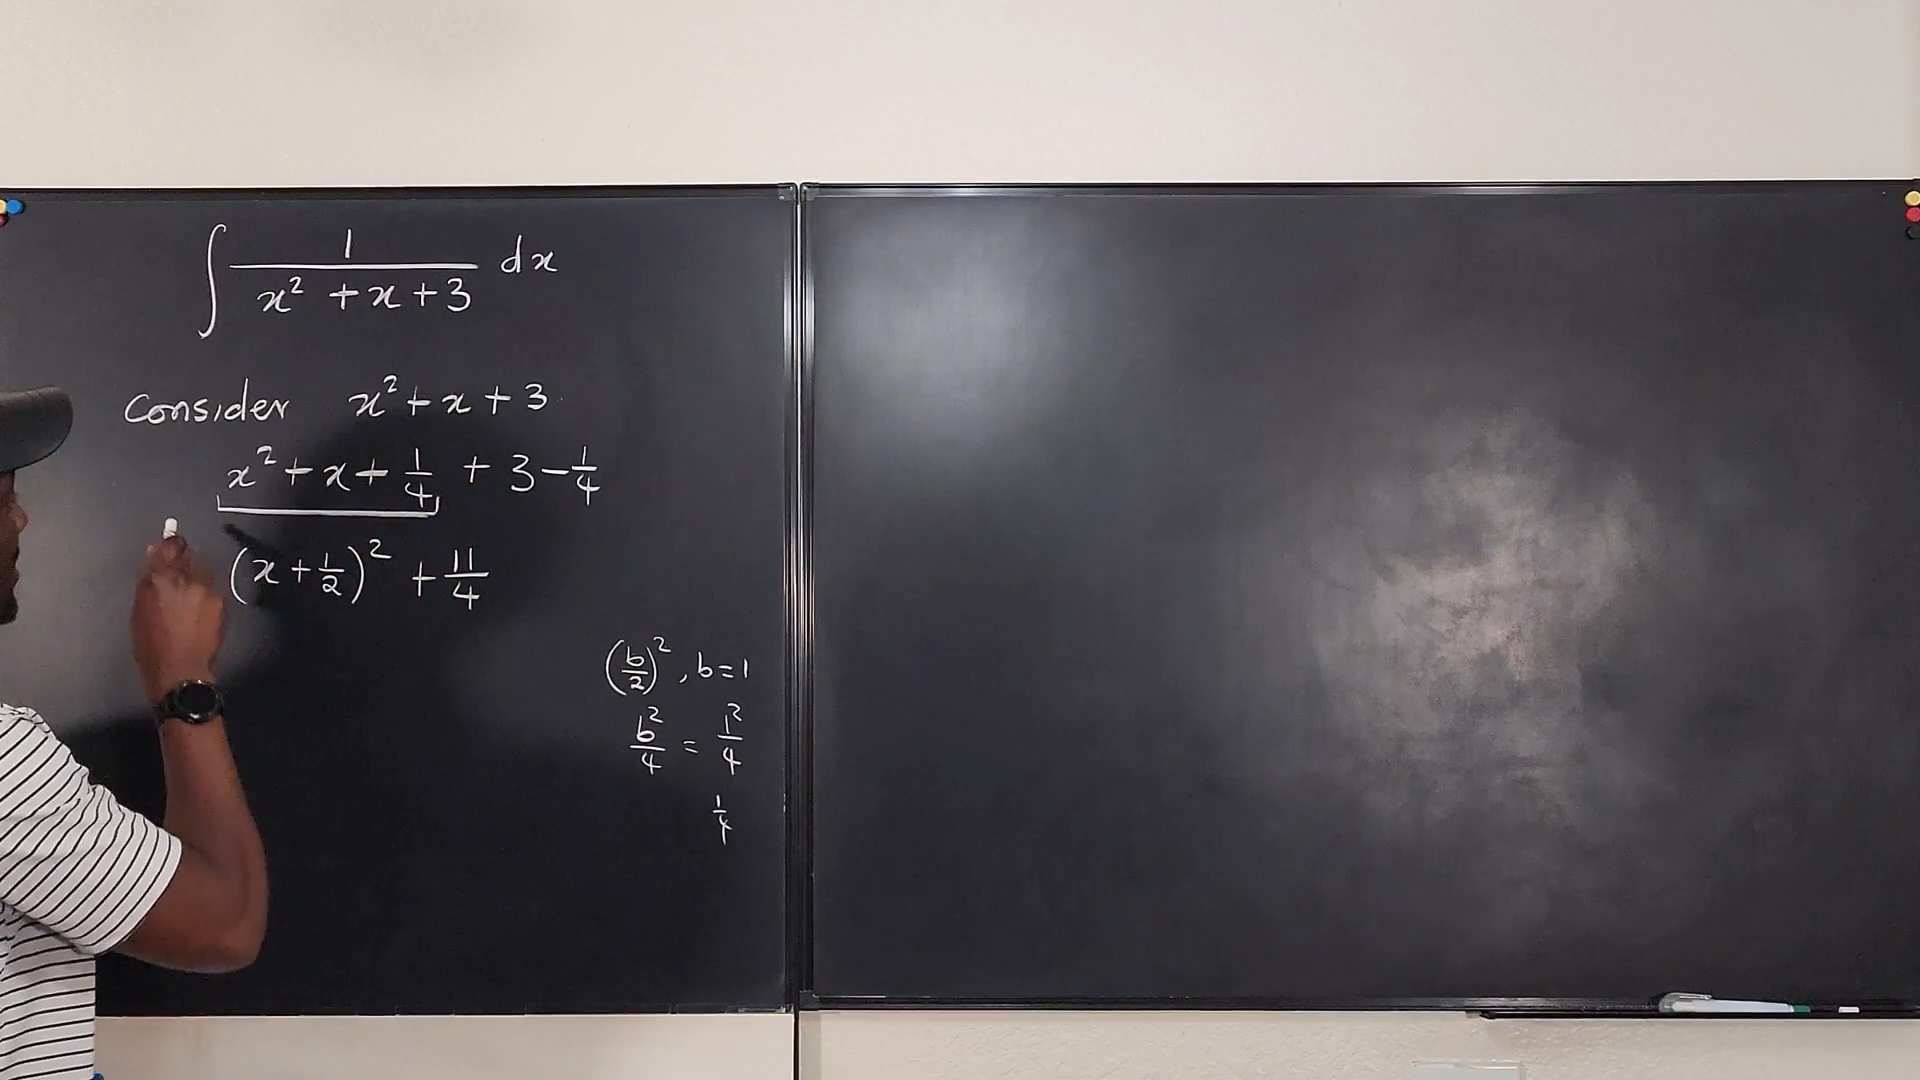 ∫ 1/(x² + x + 3) dx
Consider x² + x + 3
x² + x + 1/4 + 3 - 1/4
(x + 1/2)² + 11/4
(b/2)², b = 1
b²/4 = 1²/4
1/4